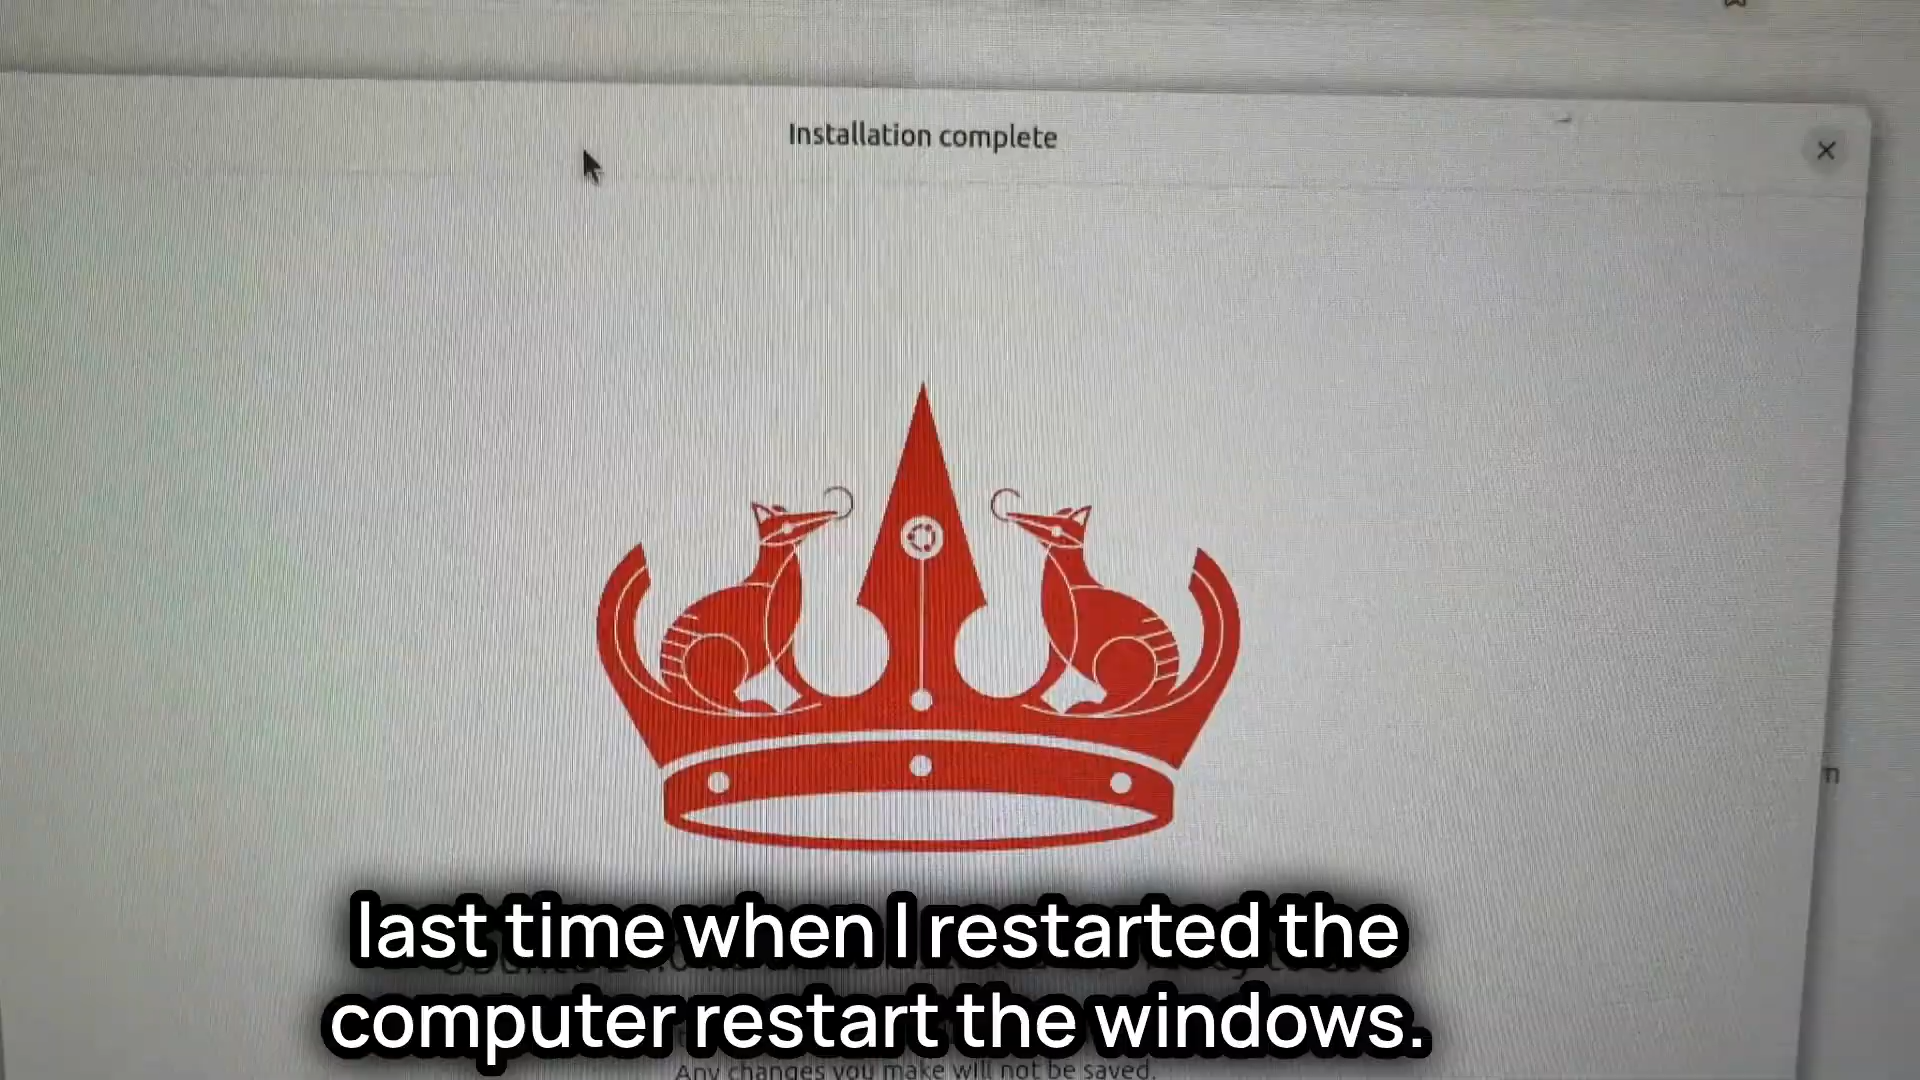 Installation complete
last time when I restarted the
computer restart the windows.
Any changes you make will not be saved.